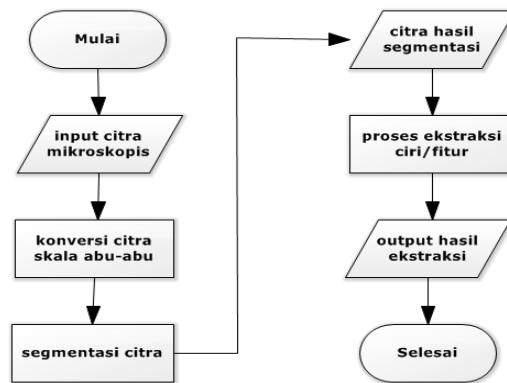 Mulai
input citra
mikroskopis
konversi citra
skala abu-abu
segmentasi citra
citra hasil
segmentasi
proses ekstraksi
ciri/fitur
output hasil
ekstraksi
Selesai